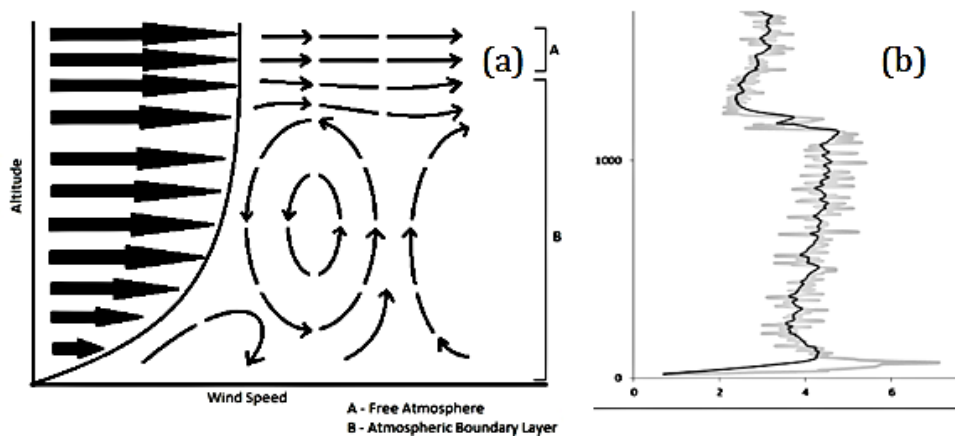 (a)
A
B
Altitude
Wind Speed
A - Free Atmosphere
B - Atmospheric Boundary Layer
(b)
1000
0
0
2
4
6